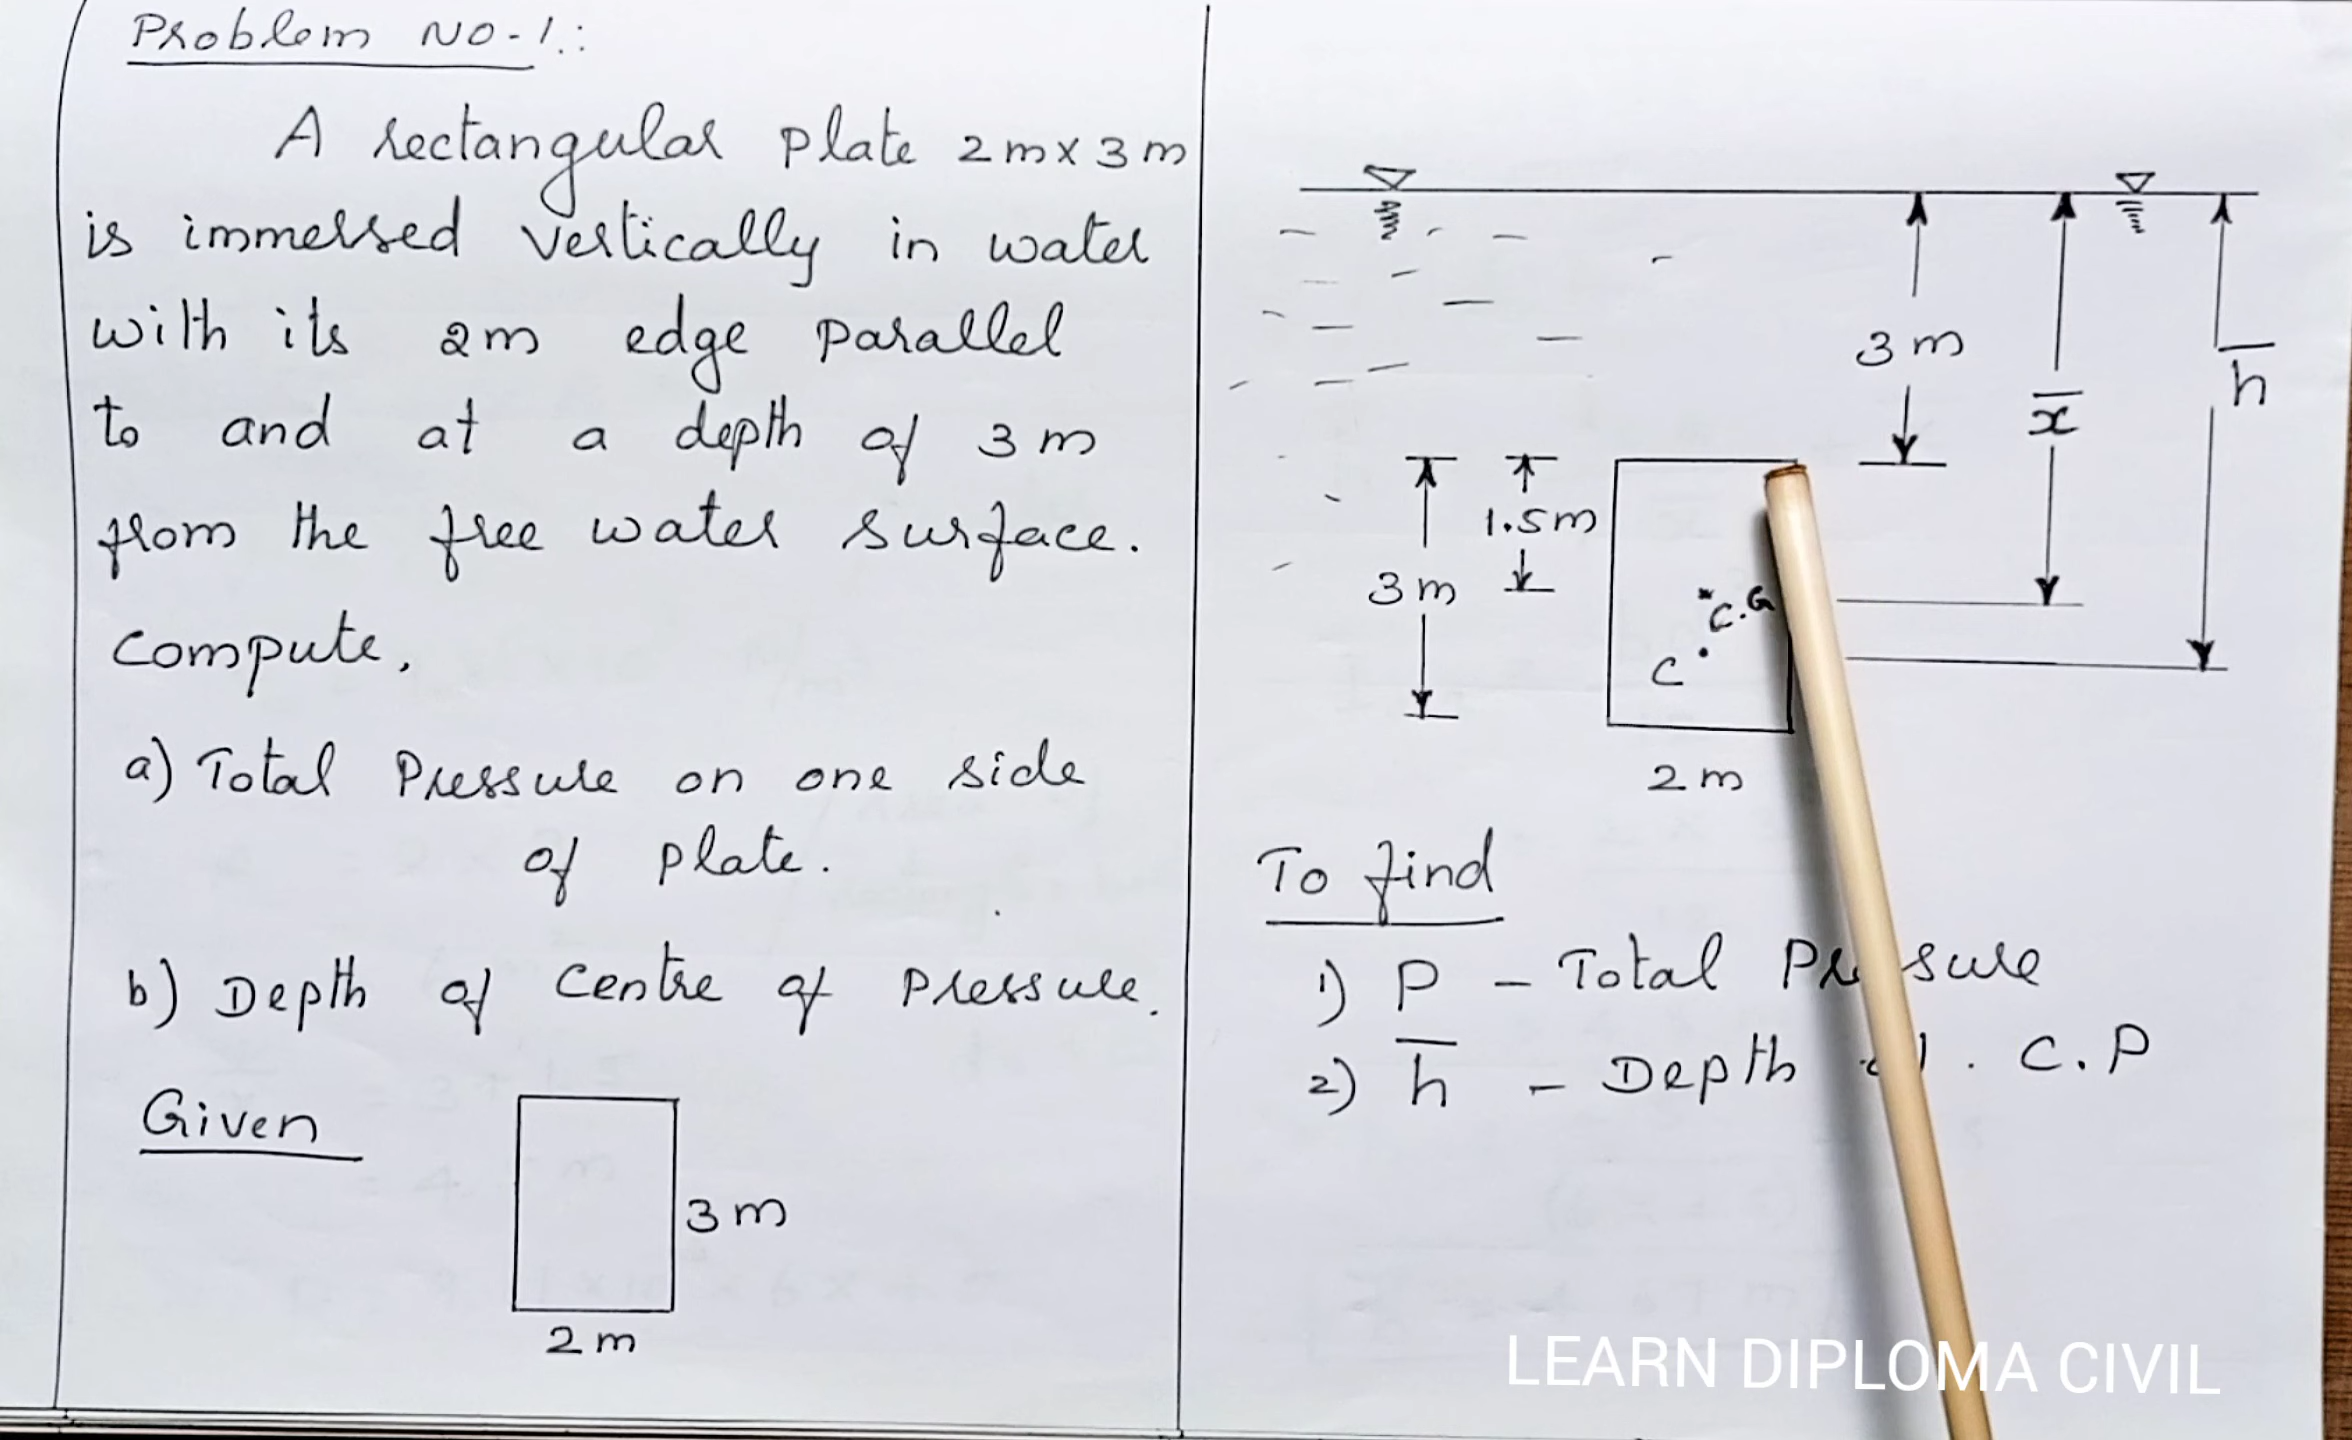 Problem No-1:
A rectangular plate 2m x 3m
is immersed vertically in water
with its 2m edge parallel
to and at a depth of 3m
from the free water surface.
compute,
a) Total Pressure on one side
of plate.
b) Depth of centre of pressure.
Given
3m
2m
3m
x̄
h̄
1.5m
3m
C.G
C
2m
To find
1) P - Total
2) h̄ - Depth C.P
LEARN DIPLOMA CIVIL